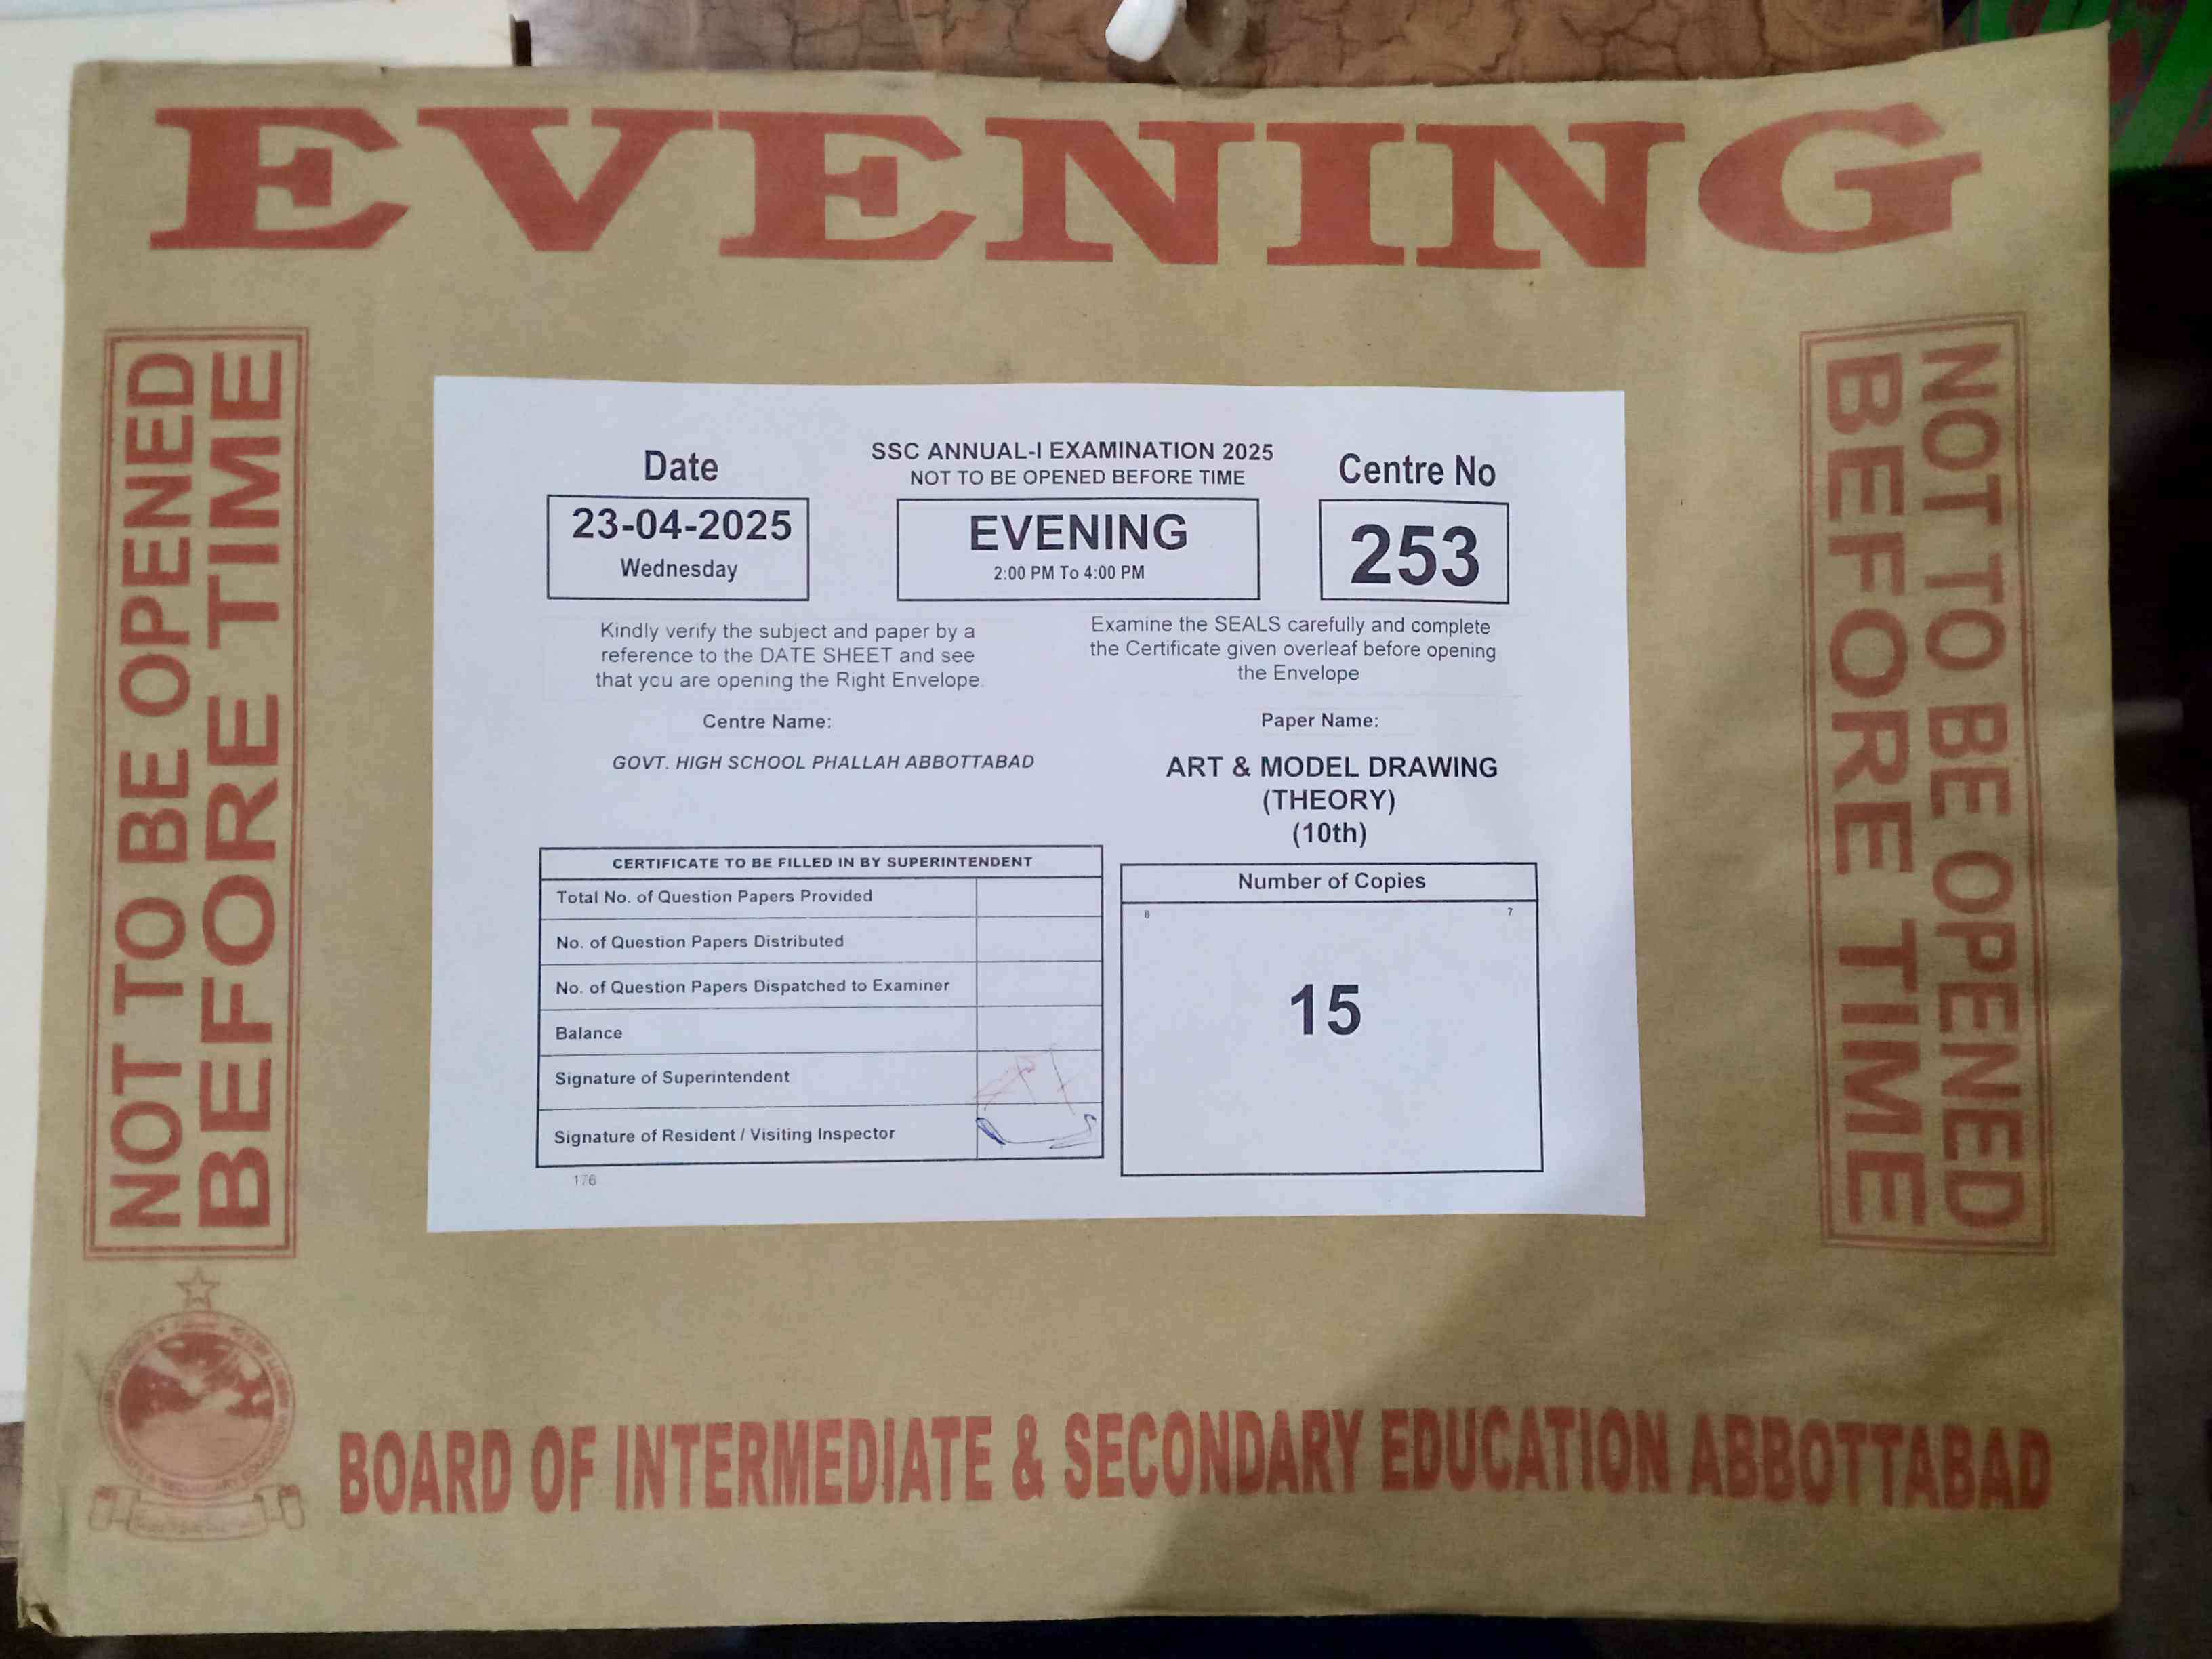 EVENING
NOT TO BE OPENED
BEFORE TIME
Date
23-04-2025
Wednesday
SSC ANNUAL-I EXAMINATION 2025
NOT TO BE OPENED BEFORE TIME
EVENING
2:00 PM To 4:00 PM
Centre No
253
Kindly verify the subject and paper by a
reference to the DATE SHEET and see
that you are opening the Right Envelope.
Examine the SEALS carefully and complete
the Certificate given overleaf before opening
the Envelope
Centre Name:
GOVT. HIGH SCHOOL PHALLAH ABBOTTABAD
Paper Name:
ART & MODEL DRAWING
(THEORY)
(10th)
CERTIFICATE TO BE FILLED IN BY SUPERINTENDENT
Total No. of Question Papers Provided
No. of Question Papers Distributed
No. of Question Papers Dispatched to Examiner
Balance
Signature of Superintendent
Signature of Resident / Visiting Inspector
176
Number of Copies
8 7
15
NOT TO BE OPENED
BEFORE TIME
BOARD OF INTERMEDIATE & SECONDARY EDUCATION ABBOTTABAD